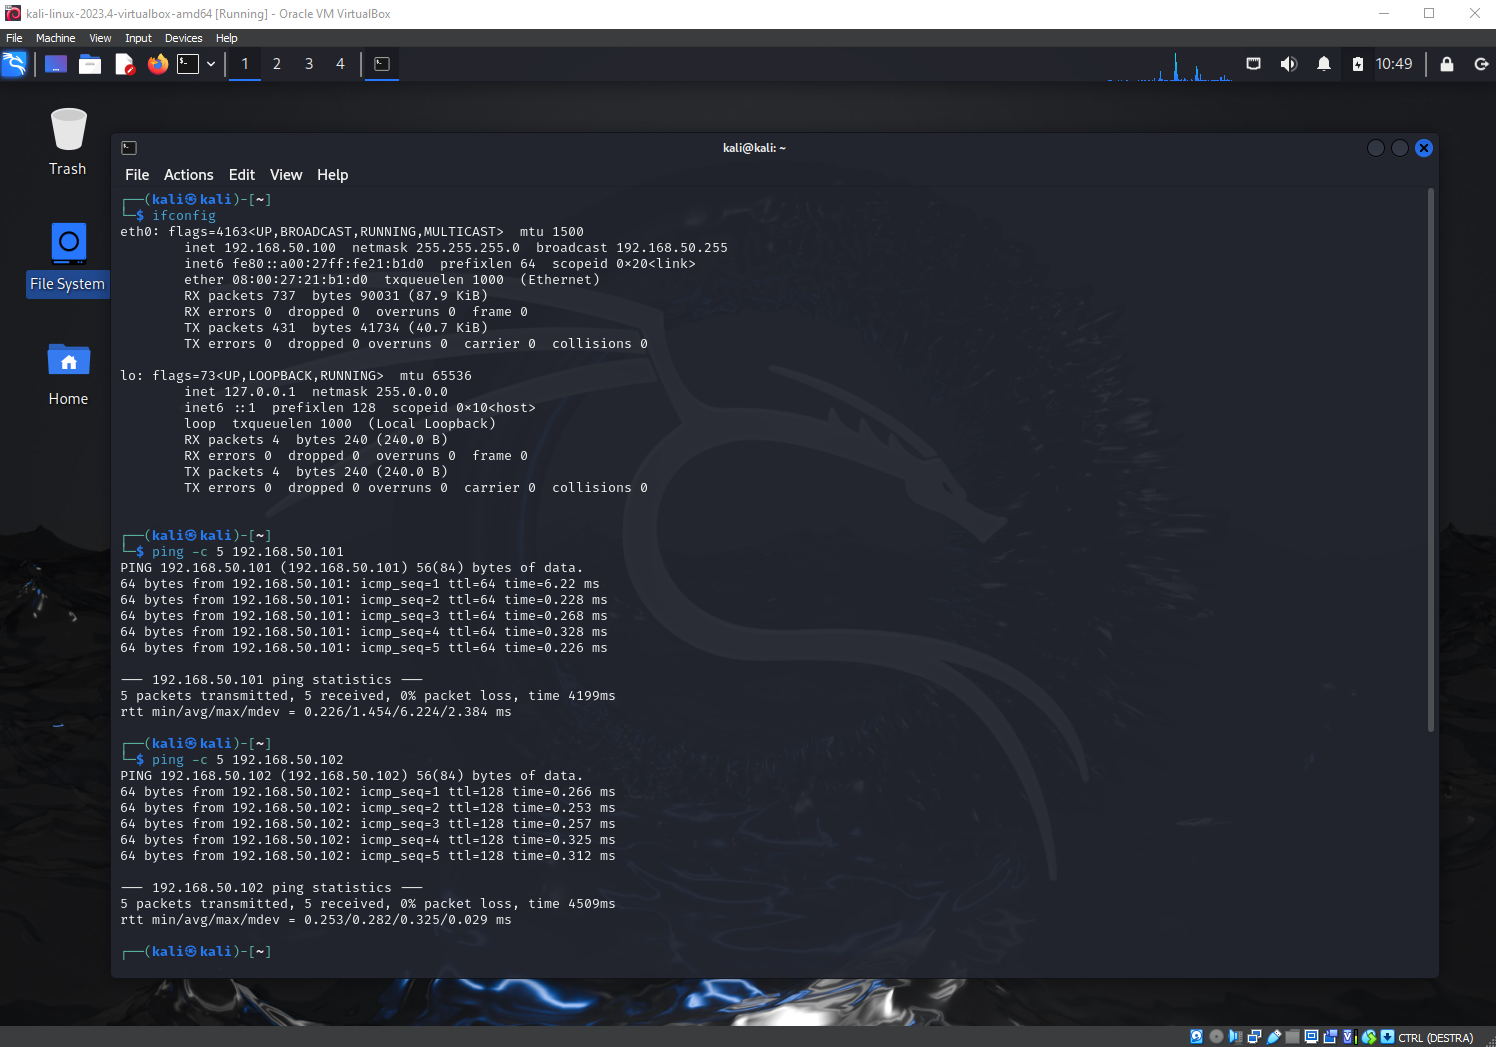 kali-linux-2023.4-virtualbox-amd64 [Running] - Oracle VM VirtualBox
File Machine View Input Devices Help
1 2 3 4 10:49
Trash
File System
Home
kali@kali: ~
File Actions Edit View Help
┌──(kali㉿kali)-[~]
└─$ ifconfig
eth0: flags=4163<UP,BROADCAST,RUNNING,MULTICAST>  mtu 1500
        inet 192.168.50.100  netmask 255.255.255.0  broadcast 192.168.50.255
        inet6 fe80::a00:27ff:fe21:b1d0  prefixlen 64  scopeid 0x20<link>
        ether 08:00:27:21:b1:d0  txqueuelen 1000  (Ethernet)
        RX packets 737  bytes 90031 (87.9 KiB)
        RX errors 0  dropped 0  overruns 0  frame 0
        TX packets 431  bytes 41734 (40.7 KiB)
        TX errors 0  dropped 0 overruns 0  carrier 0  collisions 0
lo: flags=73<UP,LOOPBACK,RUNNING>  mtu 65536
        inet 127.0.0.1  netmask 255.0.0.0
        inet6 ::1  prefixlen 128  scopeid 0x10<host>
        loop  txqueuelen 1000  (Local Loopback)
        RX packets 4  bytes 240 (240.0 B)
        RX errors 0  dropped 0  overruns 0  frame 0
        TX packets 4  bytes 240 (240.0 B)
        TX errors 0  dropped 0 overruns 0  carrier 0  collisions 0
┌──(kali㉿kali)-[~]
└─$ ping -c 5 192.168.50.101
PING 192.168.50.101 (192.168.50.101) 56(84) bytes of data.
64 bytes from 192.168.50.101: icmp_seq=1 ttl=64 time=6.22 ms
64 bytes from 192.168.50.101: icmp_seq=2 ttl=64 time=0.228 ms
64 bytes from 192.168.50.101: icmp_seq=3 ttl=64 time=0.268 ms
64 bytes from 192.168.50.101: icmp_seq=4 ttl=64 time=0.328 ms
64 bytes from 192.168.50.101: icmp_seq=5 ttl=64 time=0.226 ms
--- 192.168.50.101 ping statistics ---
5 packets transmitted, 5 received, 0% packet loss, time 4199ms
rtt min/avg/max/mdev = 0.226/1.454/6.224/2.384 ms
┌──(kali㉿kali)-[~]
└─$ ping -c 5 192.168.50.102
PING 192.168.50.102 (192.168.50.102) 56(84) bytes of data.
64 bytes from 192.168.50.102: icmp_seq=1 ttl=128 time=0.266 ms
64 bytes from 192.168.50.102: icmp_seq=2 ttl=128 time=0.253 ms
64 bytes from 192.168.50.102: icmp_seq=3 ttl=128 time=0.257 ms
64 bytes from 192.168.50.102: icmp_seq=4 ttl=128 time=0.325 ms
64 bytes from 192.168.50.102: icmp_seq=5 ttl=128 time=0.312 ms
--- 192.168.50.102 ping statistics ---
5 packets transmitted, 5 received, 0% packet loss, time 4509ms
rtt min/avg/max/mdev = 0.253/0.282/0.325/0.029 ms
┌──(kali㉿kali)-[~]
CTRL (DESTRA)